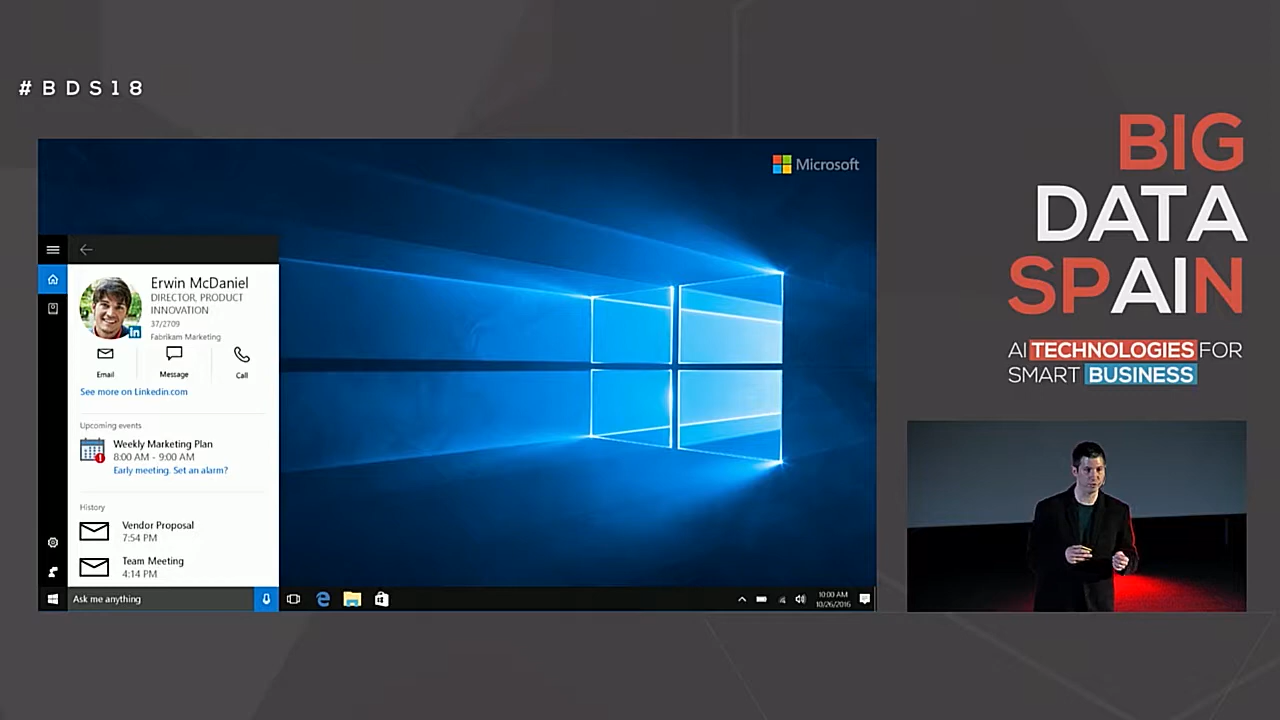 #BDS18
Microsoft
Erwin McDaniel
DIRECTOR, PRODUCT
INNOVATION
37/2709
Fabrikam Marketing
in
Email
Message
Call
See more on Linkedin.com
Upcoming events
Weekly Marketing Plan
8:00 AM - 9:00 AM
Early meeting. Set an alarm?
History
Vendor Proposal
7:54 PM
Team Meeting
4:14 PM
Ask me anything
10:00 AM
10/26/2016
BIG
DATA
SPAIN
AI TECHNOLOGIES FOR
SMART BUSINESS